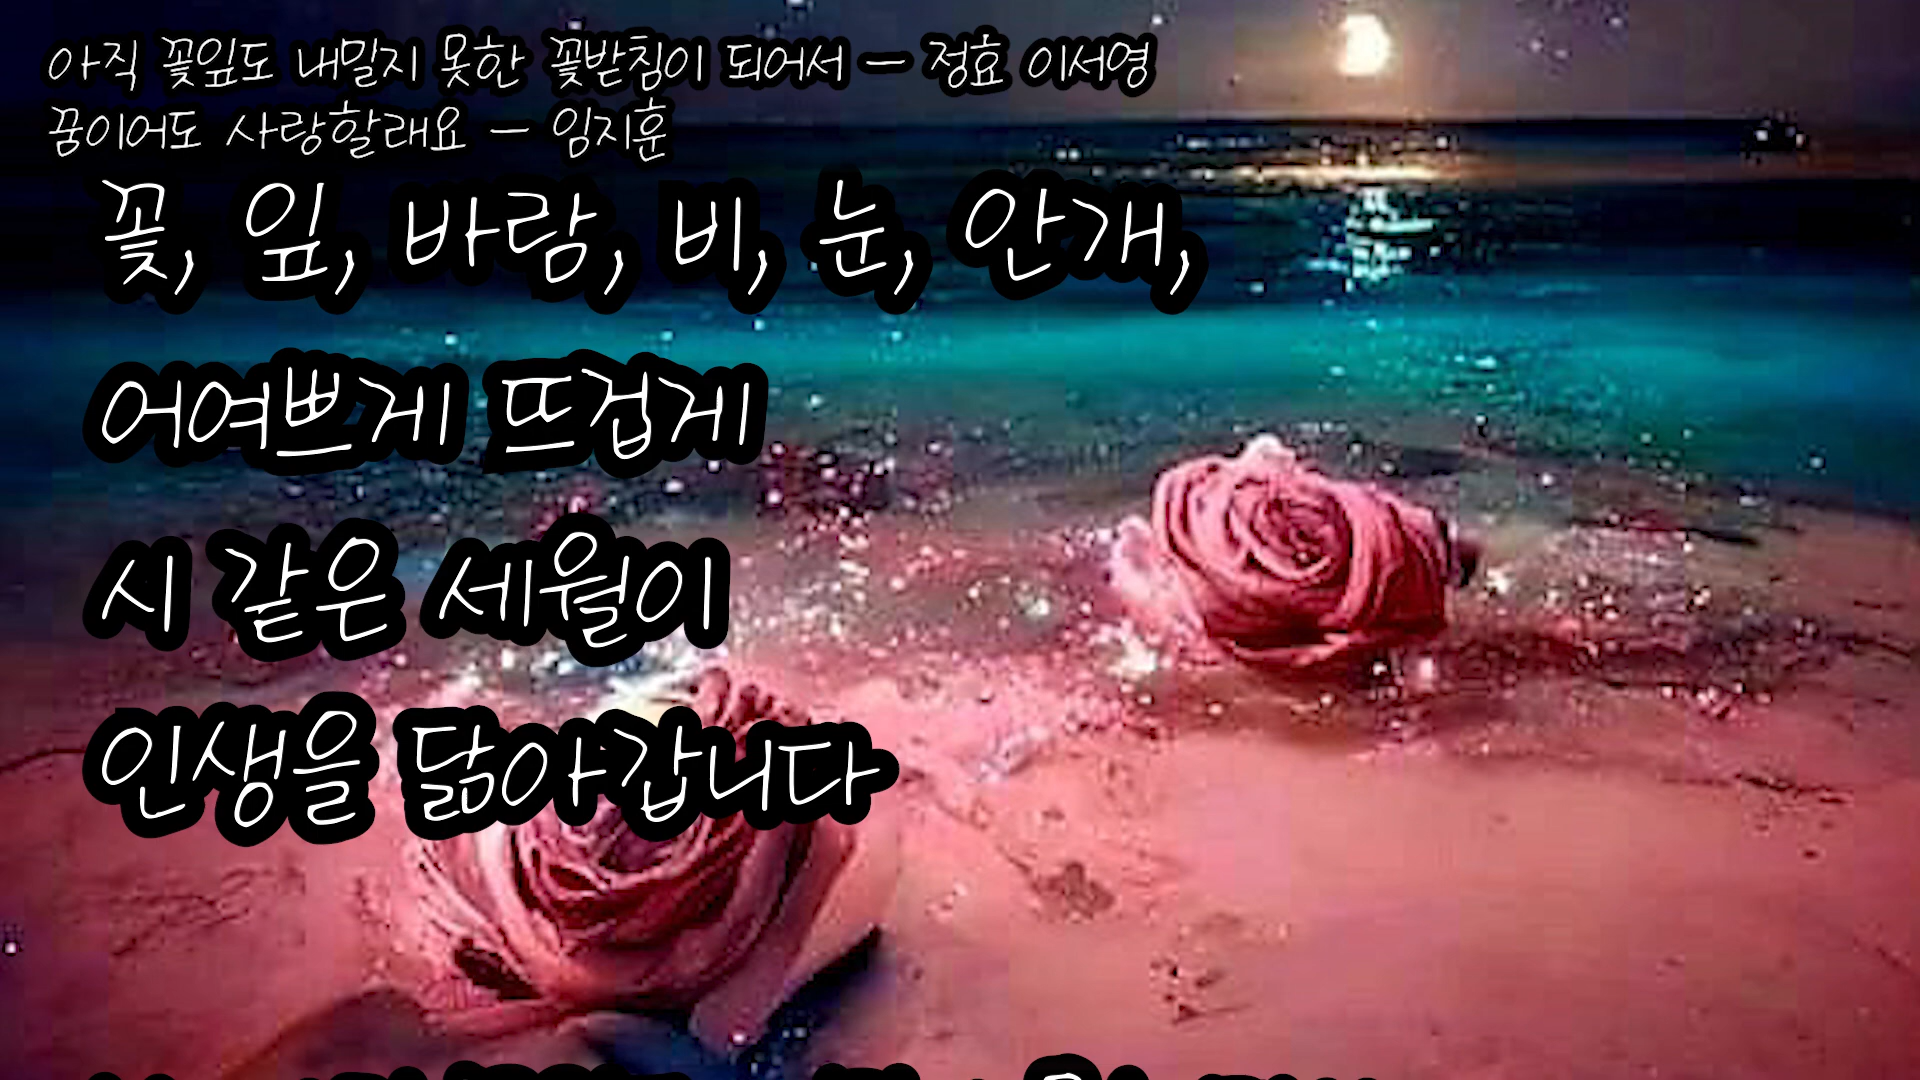 아직 꽃잎도 내밀지 못한 꽃받침이 되어서 – 정효 이서영
꿈이어도 사랑할래요 – 임지훈
꽃, 잎, 바람, 비, 눈, 안개,
어여쁘게 뜨겁게
시 같은 세월이
인생을 닮아갑니다